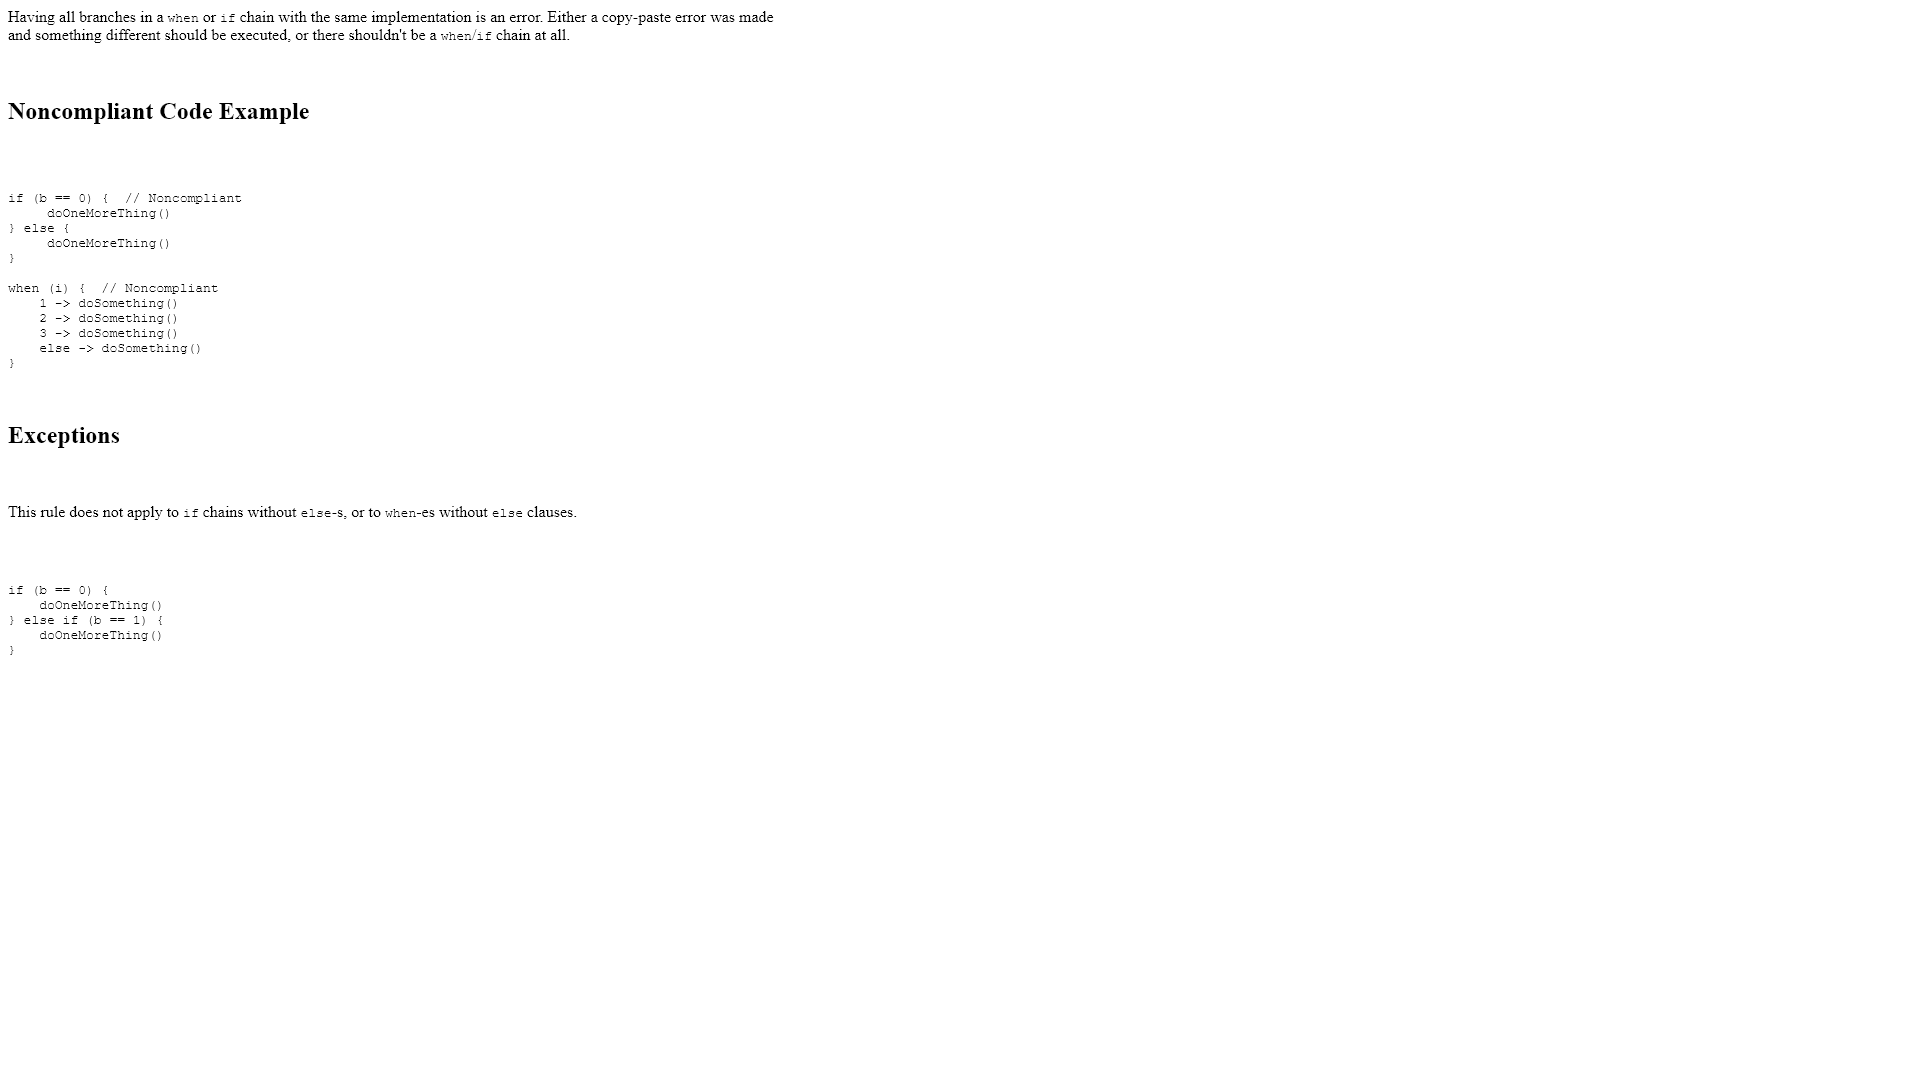 Having all branches in a when or if chain with the same implementation is an error. Either a copy-paste error was made
and something different should be executed, or there shouldn't be a when/if chain at all.
Noncompliant Code Example
if (b == 0) {  // Noncompliant
     doOneMoreThing()
} else {
     doOneMoreThing()
}
when (i) {  // Noncompliant
    1 -> doSomething()
    2 -> doSomething()
    3 -> doSomething()
    else -> doSomething()
}
Exceptions
This rule does not apply to if chains without else-s, or to when-es without else clauses.
if (b == 0) {
    doOneMoreThing()
} else if (b == 1) {
    doOneMoreThing()
}